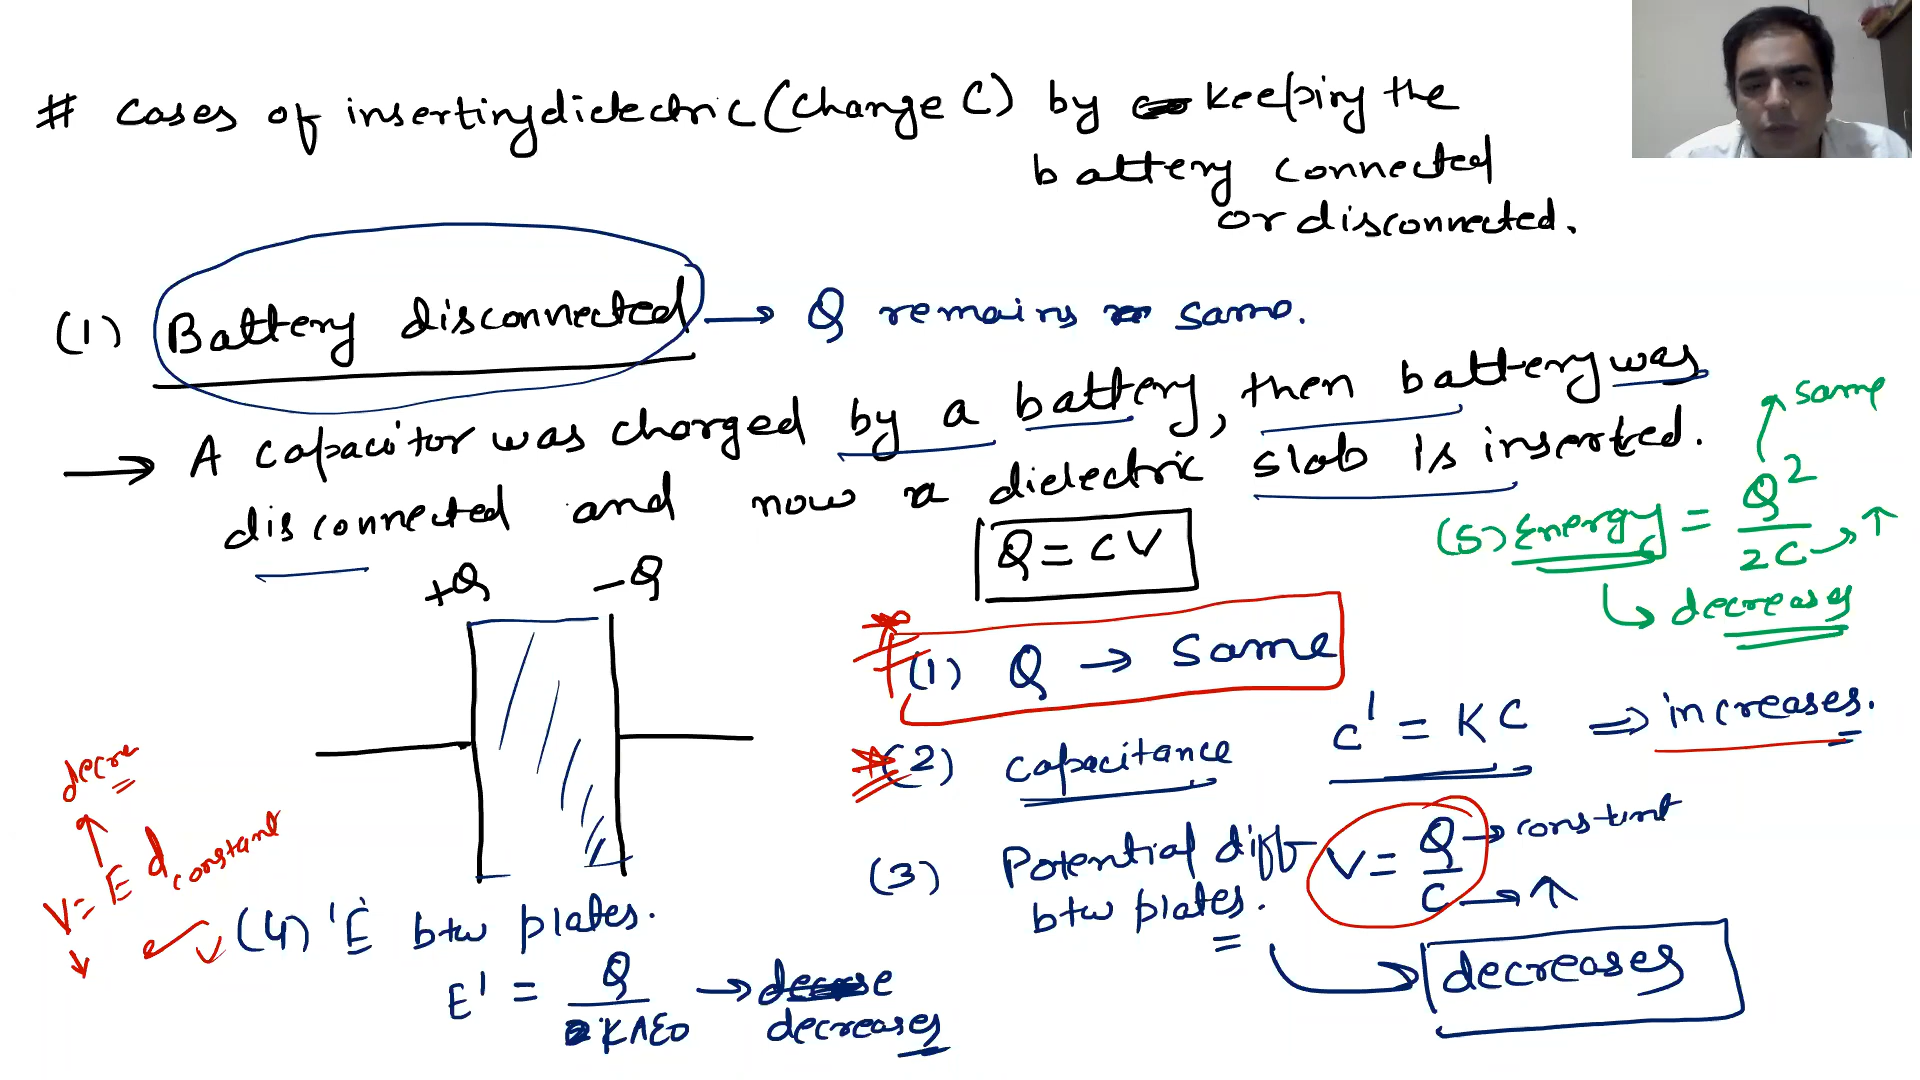 # Cases of inserting dielectric (Change C) by keeping the
battery connected
or disconnected.
(1) Battery disconnected → Q remains same.
→ A capacitor was charged by a battery, then battery was
disconnected and now a dielectric slab is inserted.
Q = CV
+Q −Q
(1) Q → Same
(2) Capacitance C' = KC ⇒ increases.
(3) Potential diff V = Q/C → constant
→ ↑
btw plates.
decreases
V = E d constant
decre
(4) 'E' btw plates.
E' = Q/KAE0 →
decreases
(5) Energy = Q²/2C → ↑
same
decreases